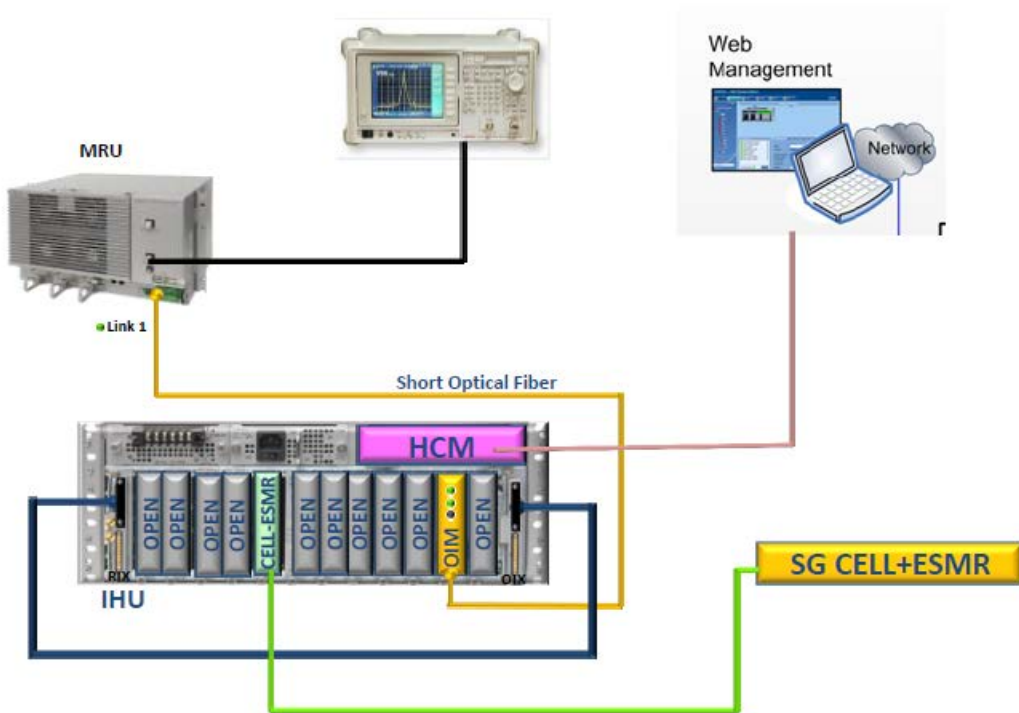 Web
Management
Network
MRU
Link 1
Short Optical Fiber
HCM
OPEN
OPEN
OPEN
OPEN
CELL-ESMR
OPEN
OPEN
OPEN
OPEN
OIM
OPEN
RIX
OIX
IHU
SG CELL+ESMR